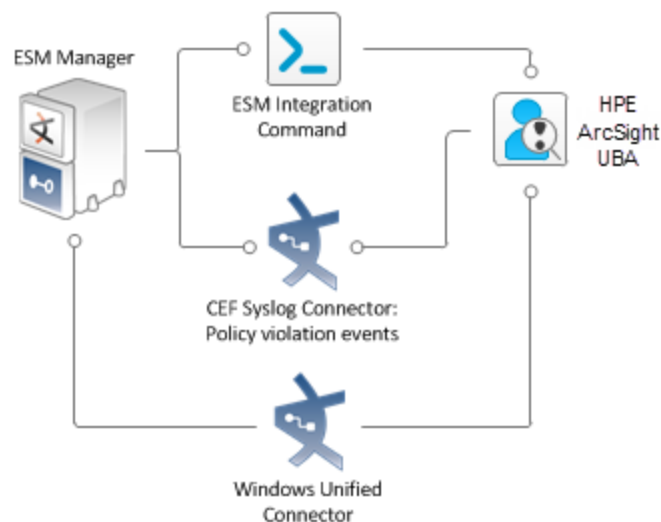 ESM Manager
ESM Integration
Command
HPE
ArcSight
UBA
CEF Syslog Connector:
Policy violation events
Windows Unified
Connector